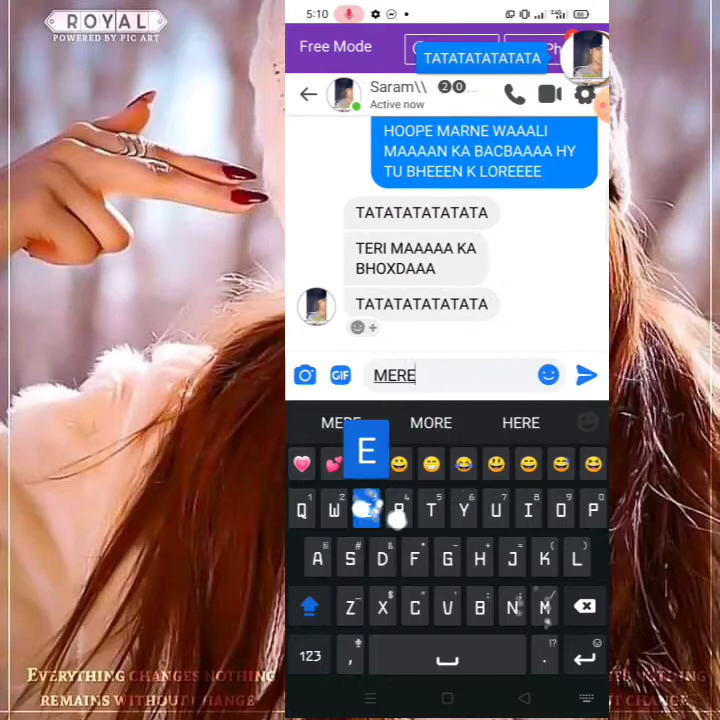 ROYAL
POWERED BY PIC ART
5:10
Free Mode
TATATATATATATA
Saram\\ ❷⓿...
Active now
HOOPE MARNE WAAALI
MAAAAN KA BACBAAAA HY
TU BHEEEN K LOREEEE
TATATATATATATA
TERI MAAAAA KA
BHOXDAAA
TATATATATATATA
GIF
MERE
MORE HERE
E
Q W T Y U I O P
A S D F G H J K L
Z X C V B N M
123 , . !?
EVERYTHING CHANGES NOTHING
REMAINS WITHOUT CHANGE